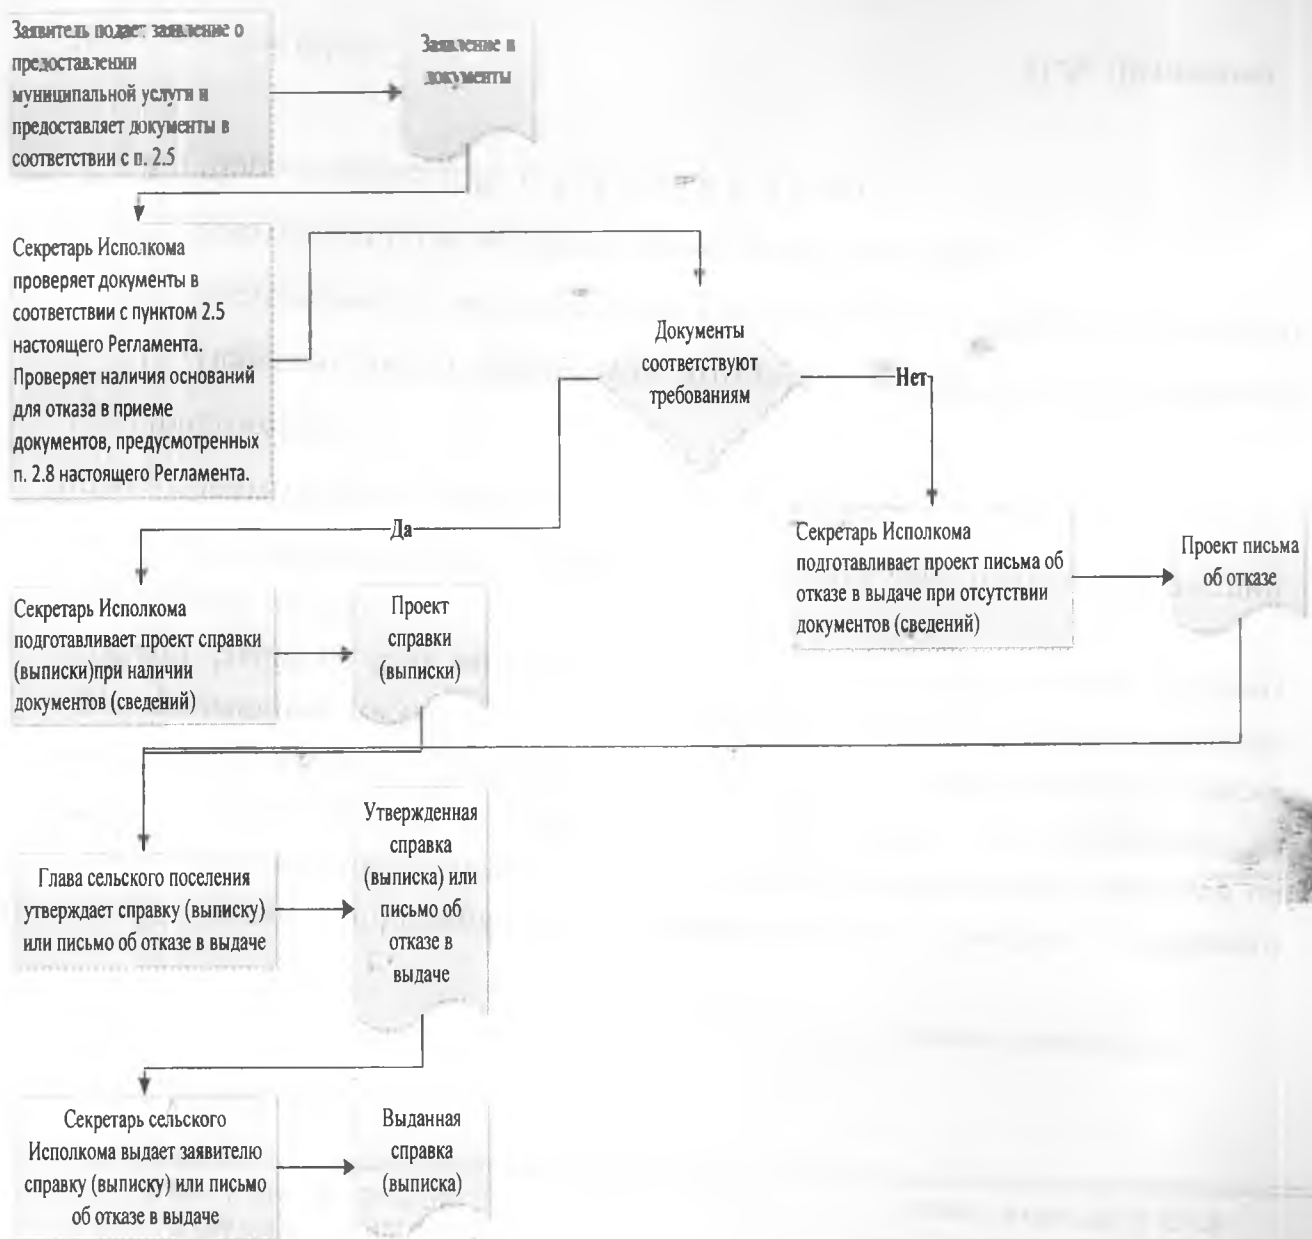 Заявитель подает заявление о
предоставлении
муниципальной услуги и
предоставляет документы в
соответствии с п. 2.5
Заявление и
документы
Секретарь Исполкома
проверяет документы в
соответствии с пунктом 2.5
настоящего Регламента.
Проверяет наличия оснований
для отказа в приеме
документов, предусмотренных
п. 2.8 настоящего Регламента.
Документы
соответствуют
требованиям
Нет
Да
Секретарь Исполкома
подготавливает проект письма об
отказе в выдаче при отсутствии
документов (сведений)
Проект письма
об отказе
Секретарь Исполкома
подготавливает проект справки
(выписки)при наличии
документов (сведений)
Проект
справки
(выписки)
Глава сельского поселения
утверждает справку (выписку)
или письмо об отказе в выдаче
Утвержденная
справка
(выписка) или
письмо об
отказе в
выдаче
Секретарь сельского
Исполкома выдает заявителю
справку (выписку) или письмо
об отказе в выдаче
Выданная
справка
(выписка)